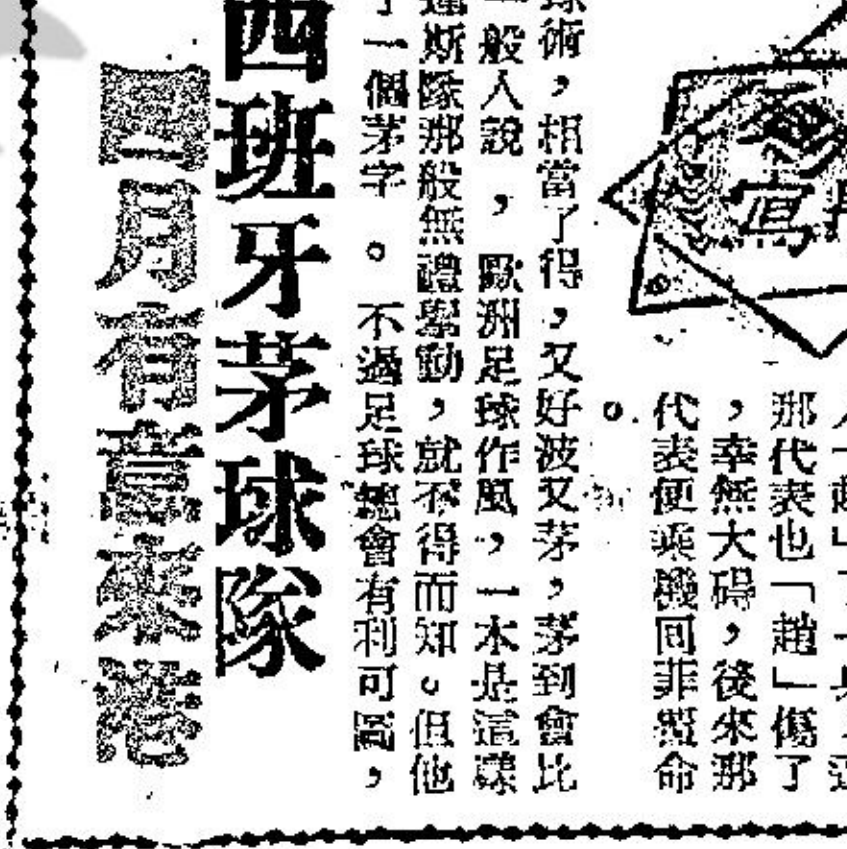 那代表也「趙」傷了
，幸無大碍，後來那
代表便乘機回菲覆命
。
球術，相當了得，又好波又茅，茅到會比
一般人說，歐洲足球作風，一本是這樣
達斯隊那般無禮舉動，就不得而知。但他
了一個茅字。不過足球總會有利可圖，
西班牙茅球隊
四月有意來港